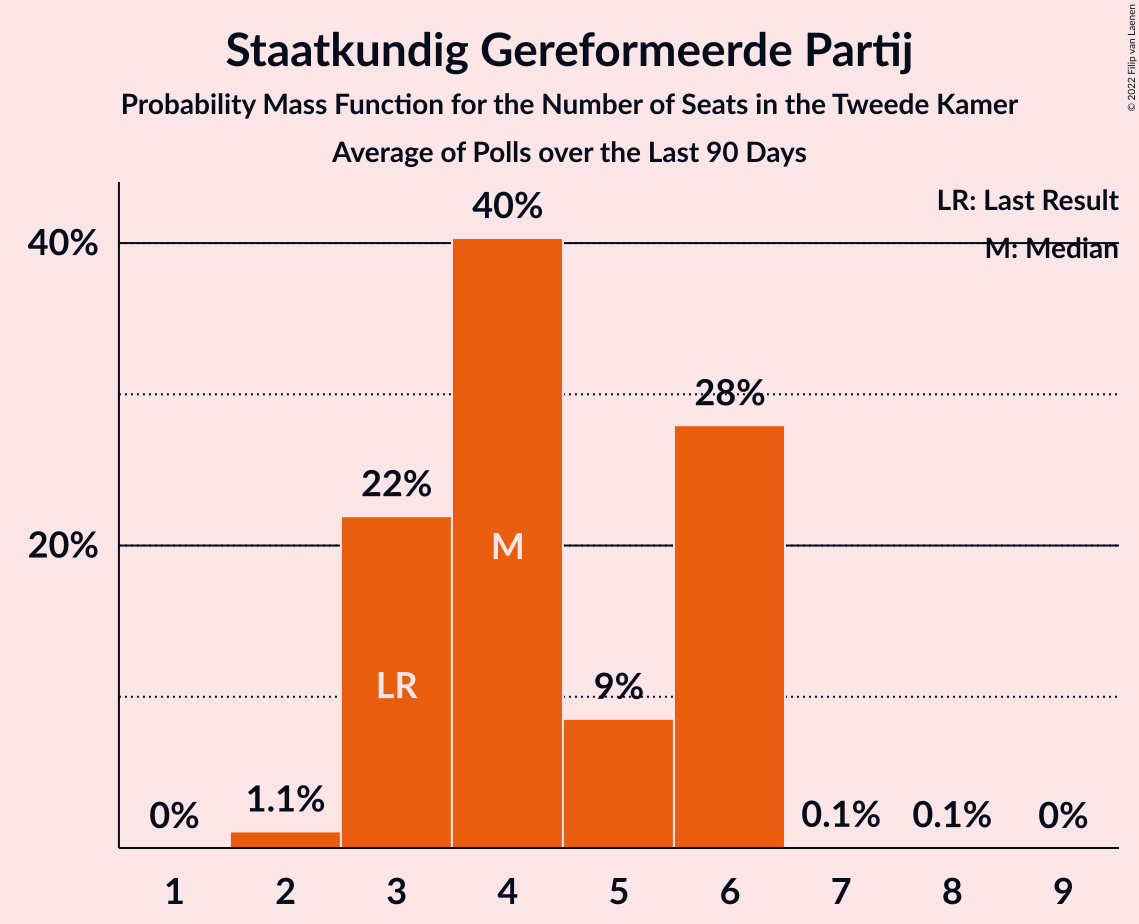 Staatkundig Gereformeerde Partij
Probability Mass Function for the Number of Seats in the Tweede Kamer
Average of Polls over the Last 90 Days
© 2022 Filip van Laenen
LR: Last Result
M: Median
40%
20%
0%
1.1%
22%
40%
9%
28%
0.1%
0.1%
0%
LR
M
1 2 3 4 5 6 7 8 9